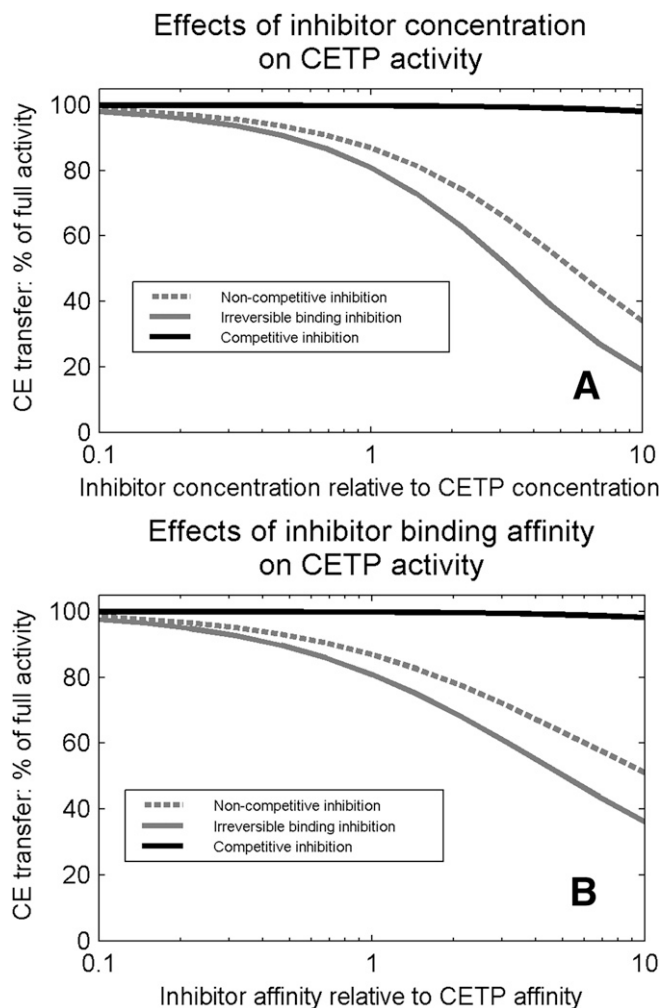 Effects of inhibitor concentration
on CETP activity
CE transfer: % of full activity
100
80
60
40
20
0
Non-competitive inhibition
Irreversible binding inhibition
Competitive inhibition
A
0.1
1
10
Inhibitor concentration relative to CETP concentration
Effects of inhibitor binding affinity
on CETP activity
CE transfer: % of full activity
100
80
60
40
20
0
Non-competitive inhibition
Irreversible binding inhibition
Competitive inhibition
B
0.1
1
10
Inhibitor affinity relative to CETP affinity